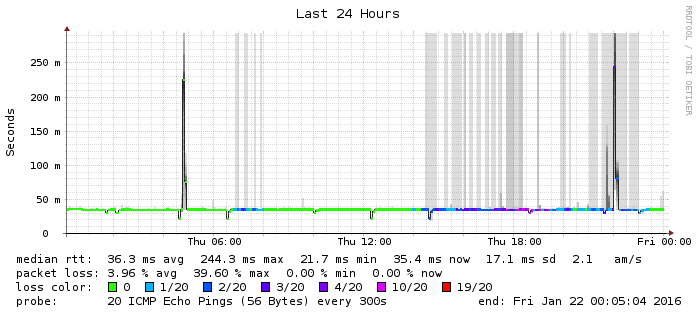 Last 24 Hours
RRDTOOL / TOBI OETIKER
Seconds
250 m
200 m
150 m
100 m
50 m
0
Thu 06:00 Thu 12:00 Thu 18:00 Fri 00:00
median rtt: 36.3 ms avg 244.3 ms max 21.7 ms min 35.4 ms now 17.1 ms sd 2.1 am/s
packet loss: 3.96 % avg 39.60 % max 0.00 % min 0.00 % now
loss color: 0 1/20 2/20 3/20 4/20 10/20 19/20
probe: 20 ICMP Echo Pings (56 Bytes) every 300s end: Fri Jan 22 00:05:04 2016